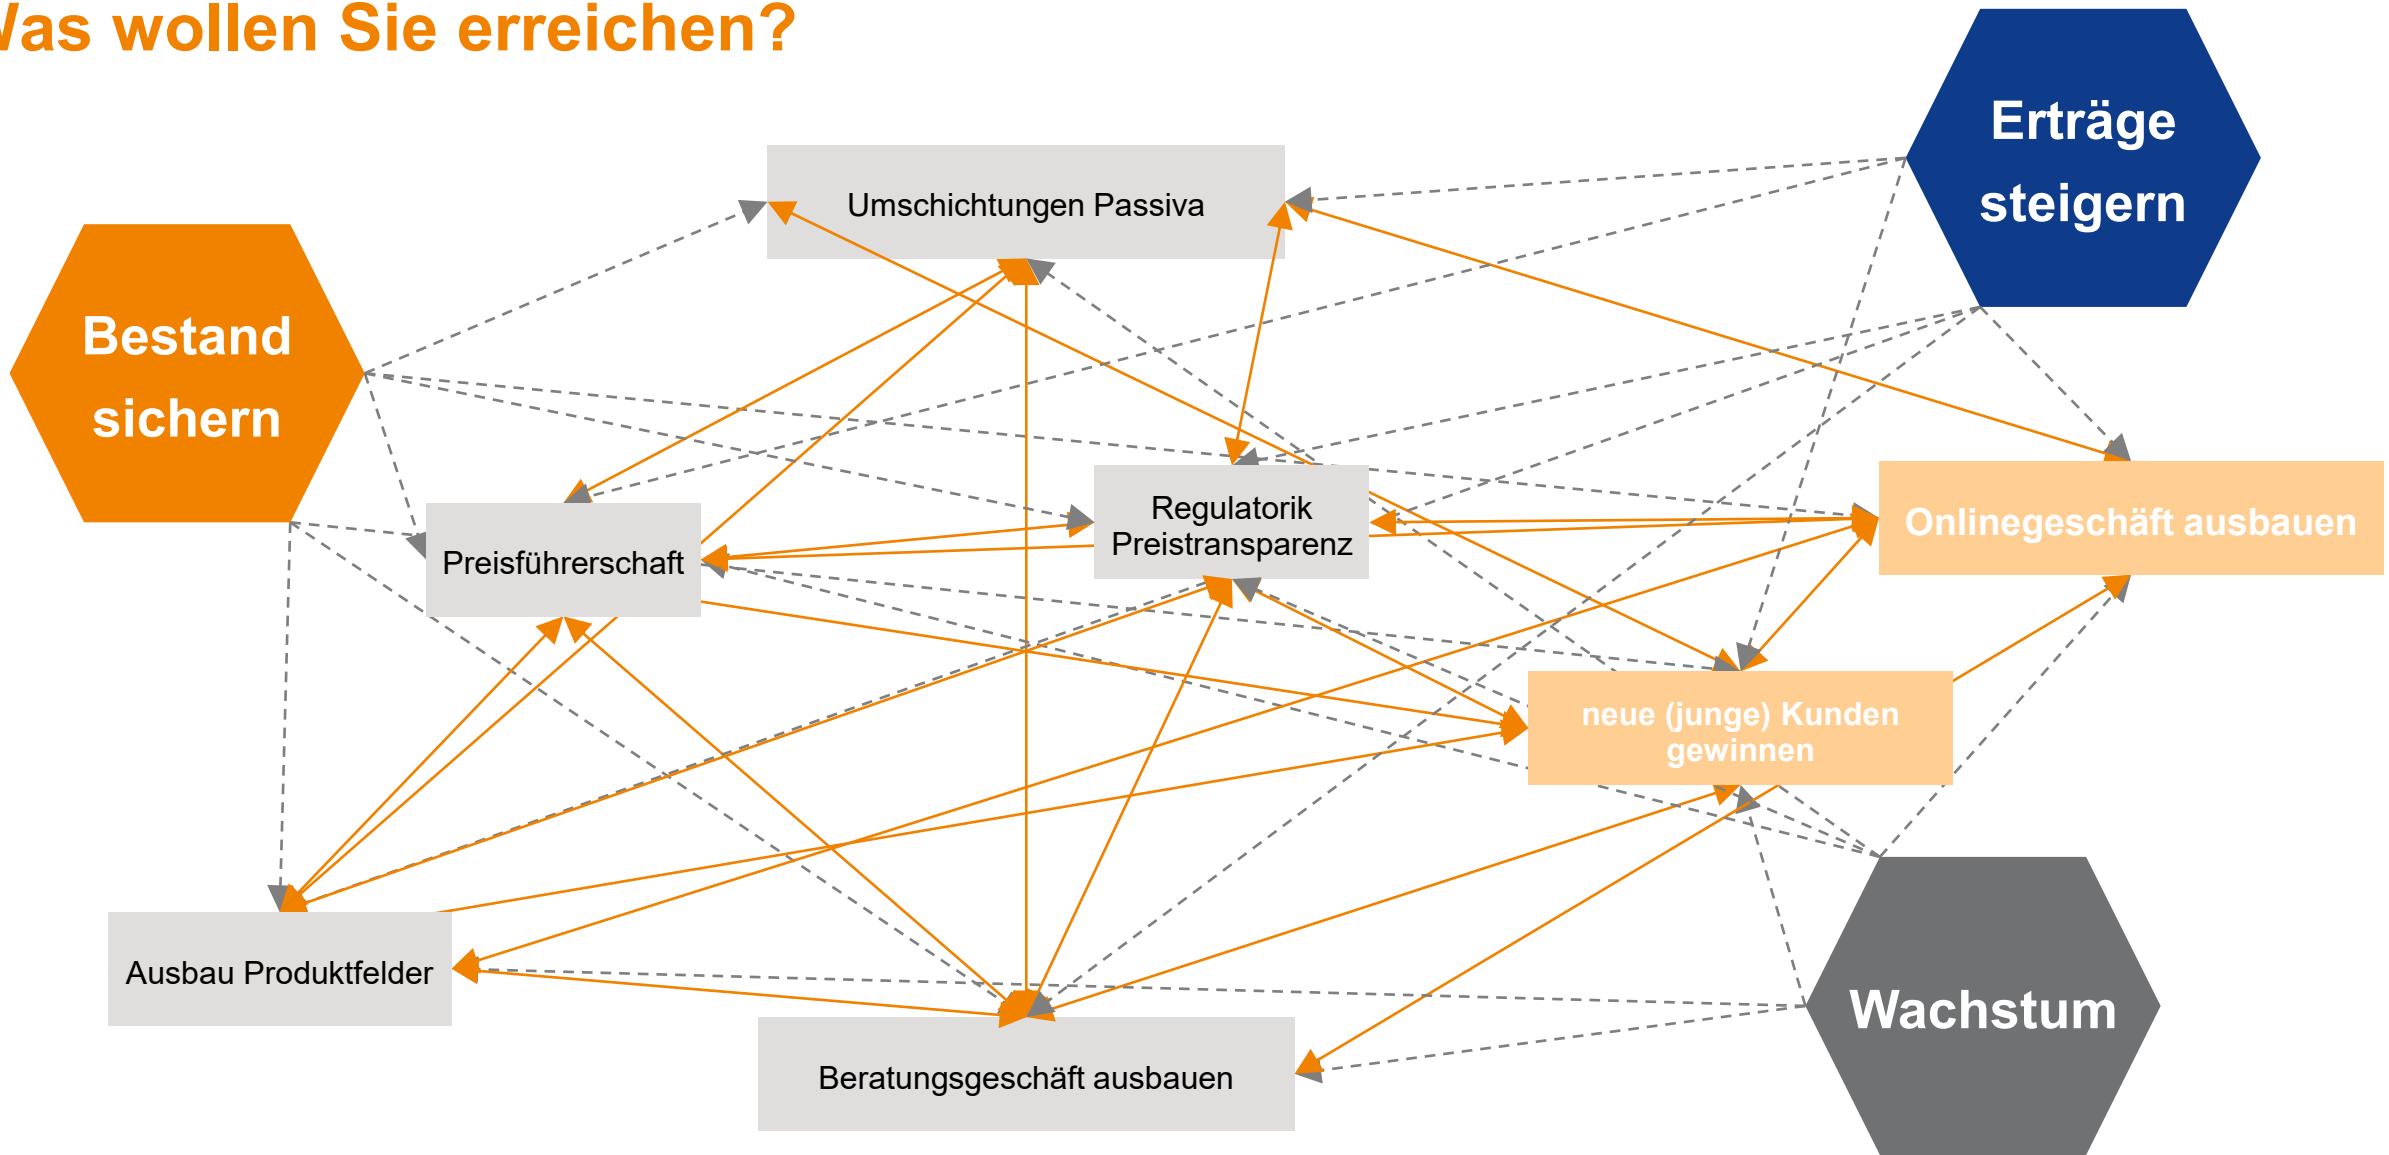 Was wollen Sie erreichen?
Erträge
steigern
Umschichtungen Passiva
Bestand
sichern
Regulatorik
Preistransparenz
Onlinegeschäft ausbauen
Preisführerschaft
neue (junge) Kunden
gewinnen
Ausbau Produktfelder
Wachstum
Beratungsgeschäft ausbauen